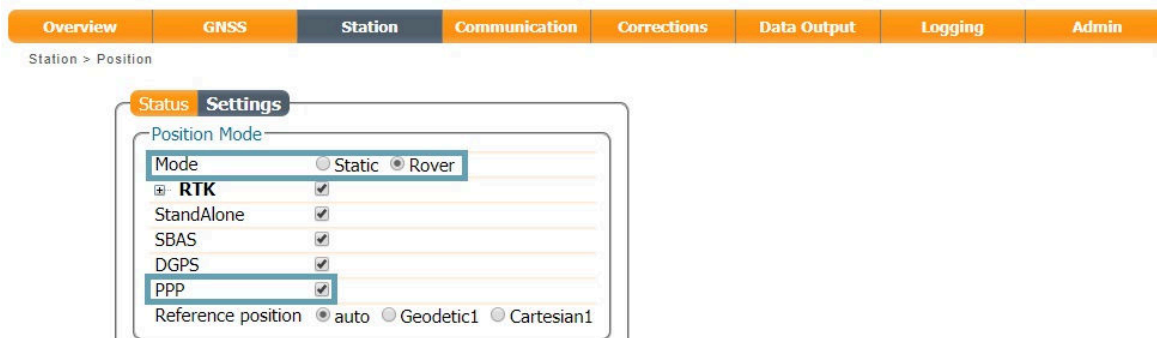 Overview GNSS Station Communication Corrections Data Output Logging Admin
Station > Position
Status Settings
Position Mode
Mode Static Rover
RTK
StandAlone
SBAS
DGPS
PPP
Reference position auto Geodetic1 Cartesian1